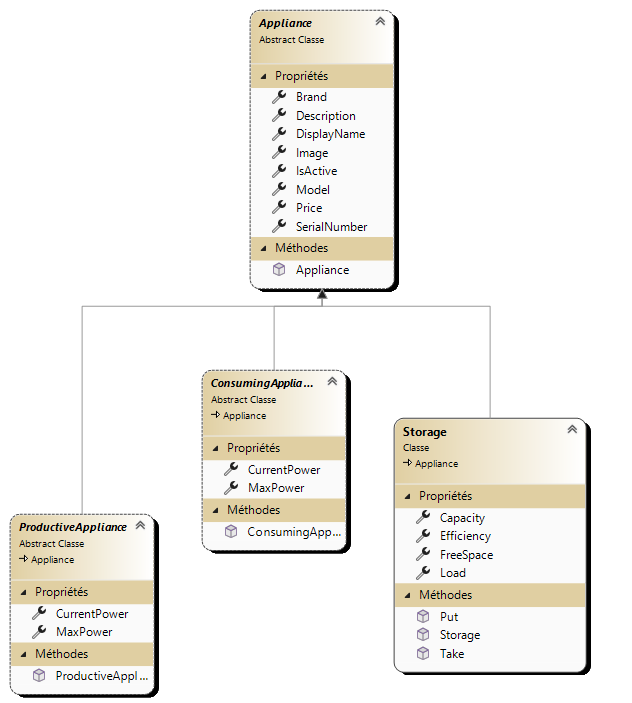 Appliance
Abstract Classe
Propriétés
Brand
Description
DisplayName
Image
IsActive
Model
Price
SerialNumber
Méthodes
Appliance
ConsumingApplia...
Abstract Classe
Appliance
Propriétés
CurrentPower
MaxPower
Méthodes
ConsumingApp...
Storage
Classe
Appliance
Propriétés
Capacity
Efficiency
FreeSpace
Load
Méthodes
Put
Storage
Take
ProductiveAppliance
Abstract Classe
Appliance
Propriétés
CurrentPower
MaxPower
Méthodes
ProductiveAppl...